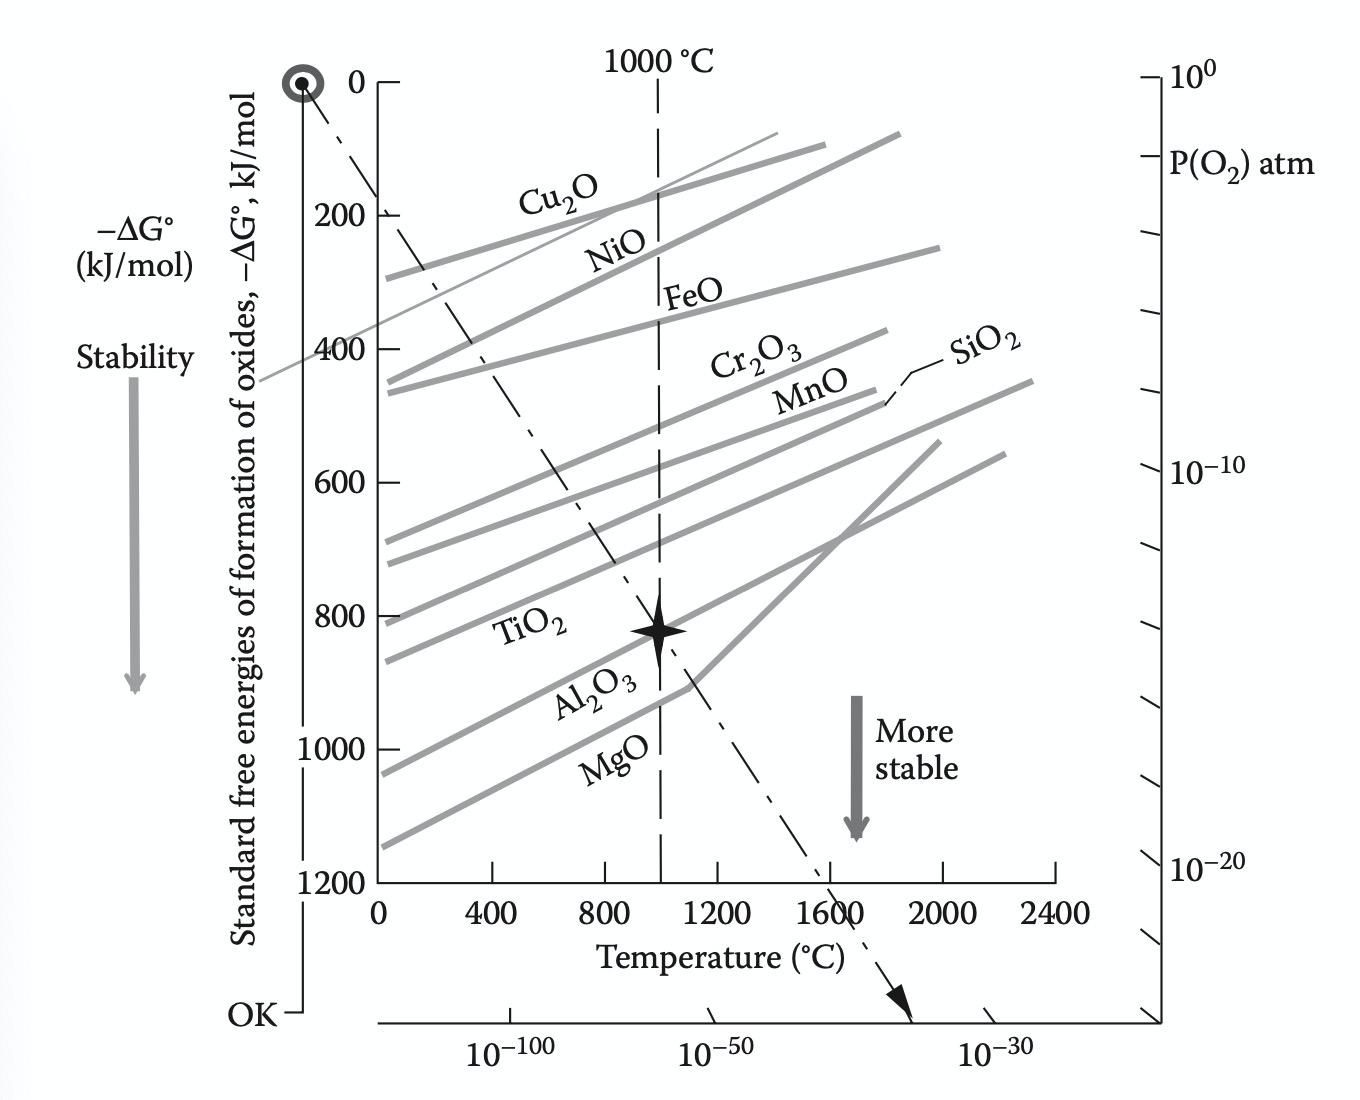 1000 °C
0
200
400
600
800
1000
1200
OK
Standard free energies of formation of oxides, −ΔG°, kJ/mol
−ΔG°
(kJ/mol)
Stability
Cu₂O
NiO
FeO
Cr₂O₃
MnO
SiO₂
TiO₂
Al₂O₃
MgO
More
stable
0 400 800 1200 1600 2000 2400
Temperature (°C)
10⁰
P(O₂) atm
10⁻¹⁰
10⁻²⁰
10⁻¹⁰⁰ 10⁻⁵⁰ 10⁻³⁰